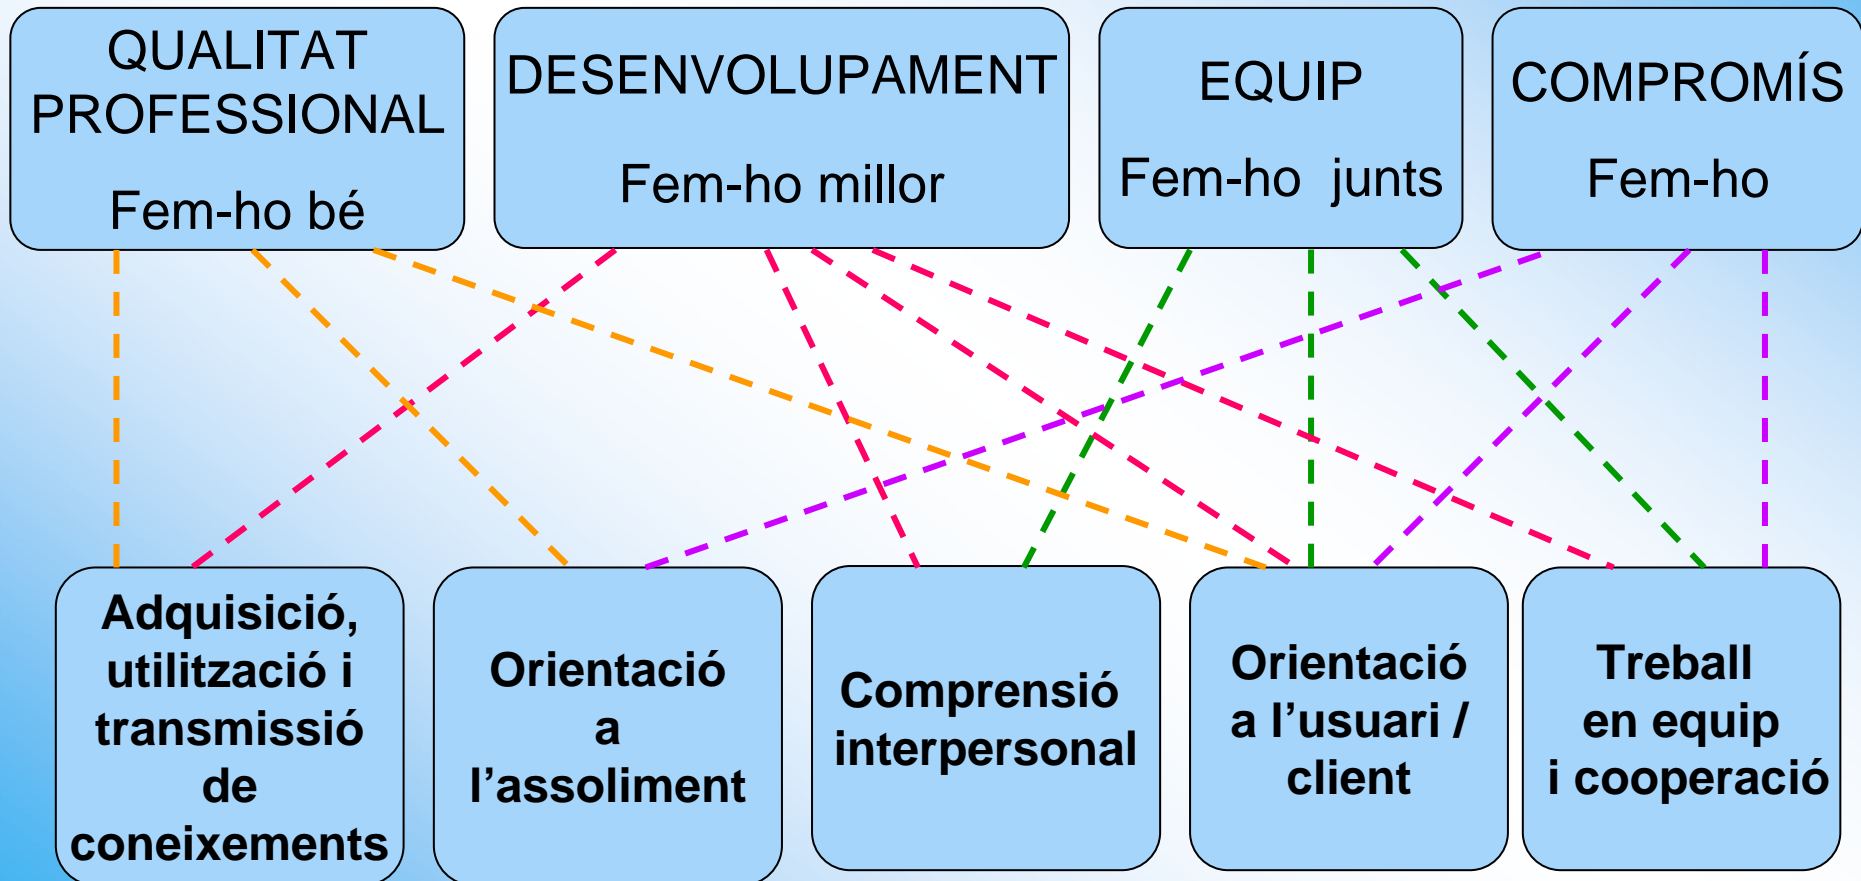 QUALITAT
PROFESSIONAL
Fem-ho bé
DESENVOLUPAMENT
Fem-ho millor
EQUIP
Fem-ho junts
COMPROMÍS
Fem-ho
Adquisició,
utilització i
transmissió
de
coneixements
Orientació
a
l’assoliment
Comprensió
interpersonal
Orientació
a l’usuari /
client
Treball
en equip
i cooperació